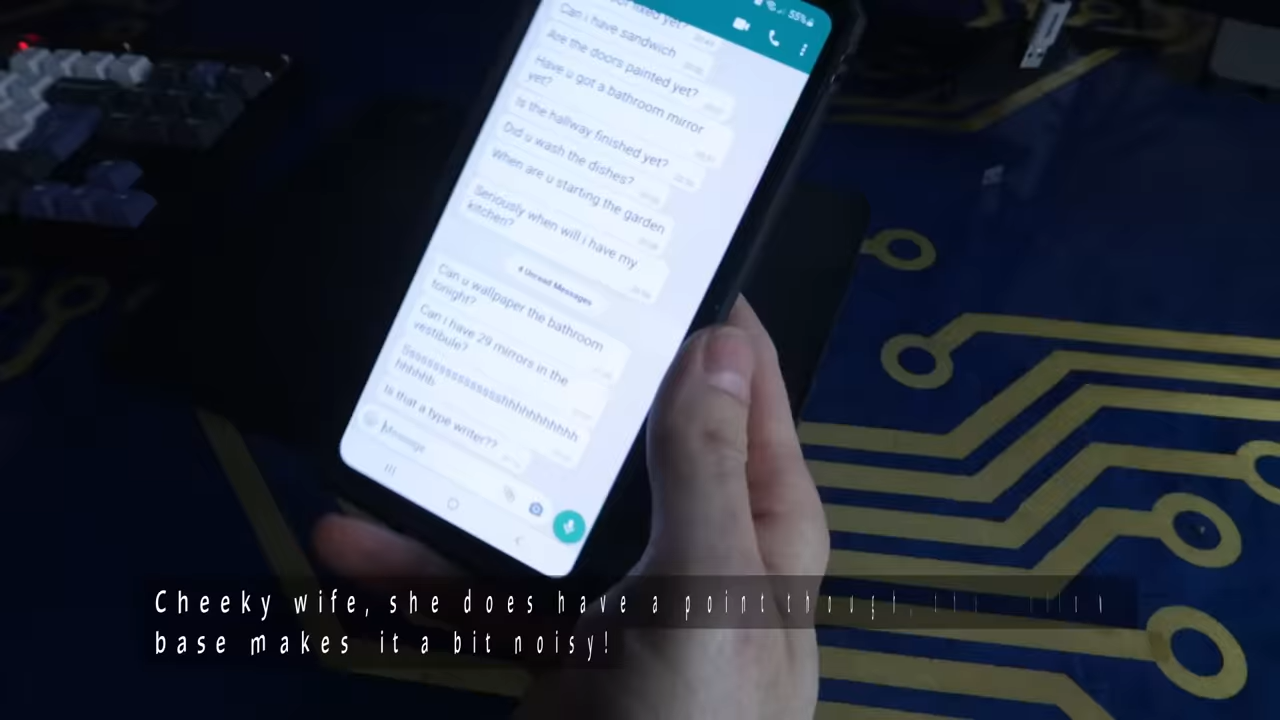 55%
fixed yet?
Can i have sandwich
Are the doors painted yet?
Have u got a bathroom mirror
yet?
Is the hallway finished yet?
Did u wash the dishes?
When are u starting the garden
Seriously when will i have my
kitchen?
4 Unread Messages
Can u wallpaper the bathroom
tonight?
Can i have 29 mirrors in the
vestibule?
Is that a type writer??
Message
Cheeky wife, she does have a point though,
base makes it a bit noisy!